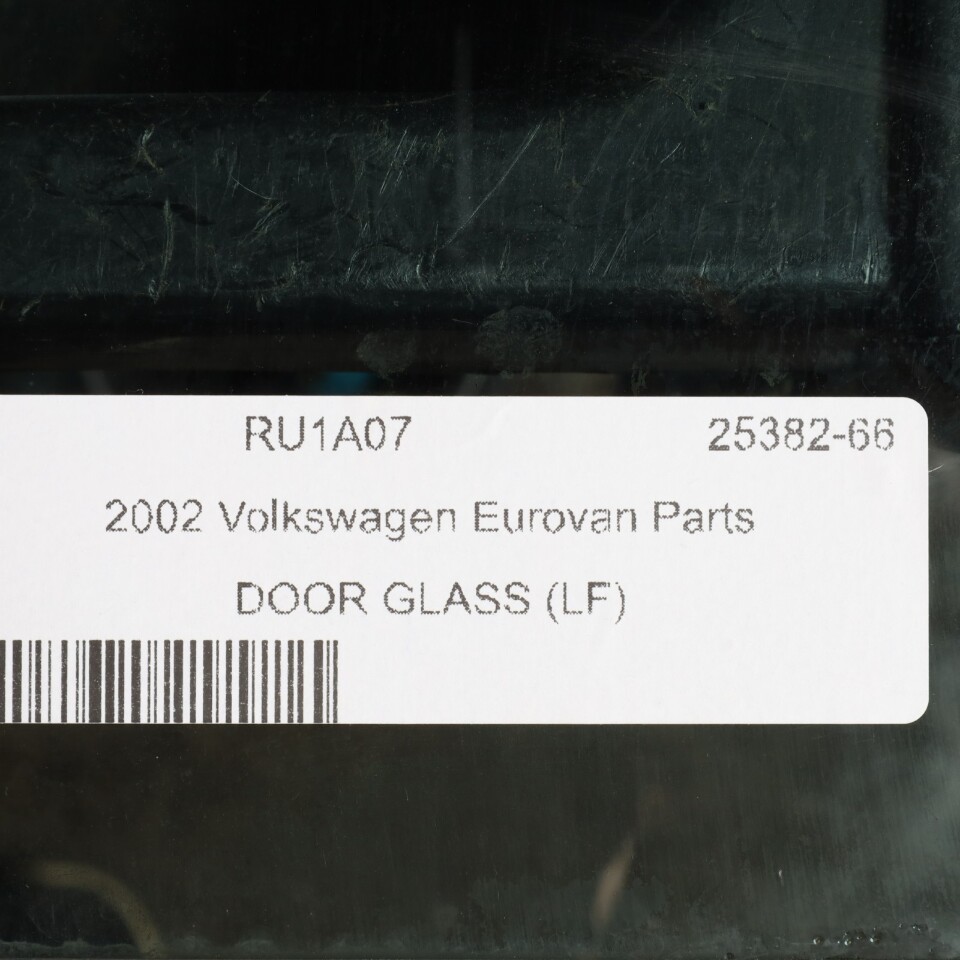 RU1A07 25382-66
2002 Volkswagen Eurovan Parts
DOOR GLASS (LF)